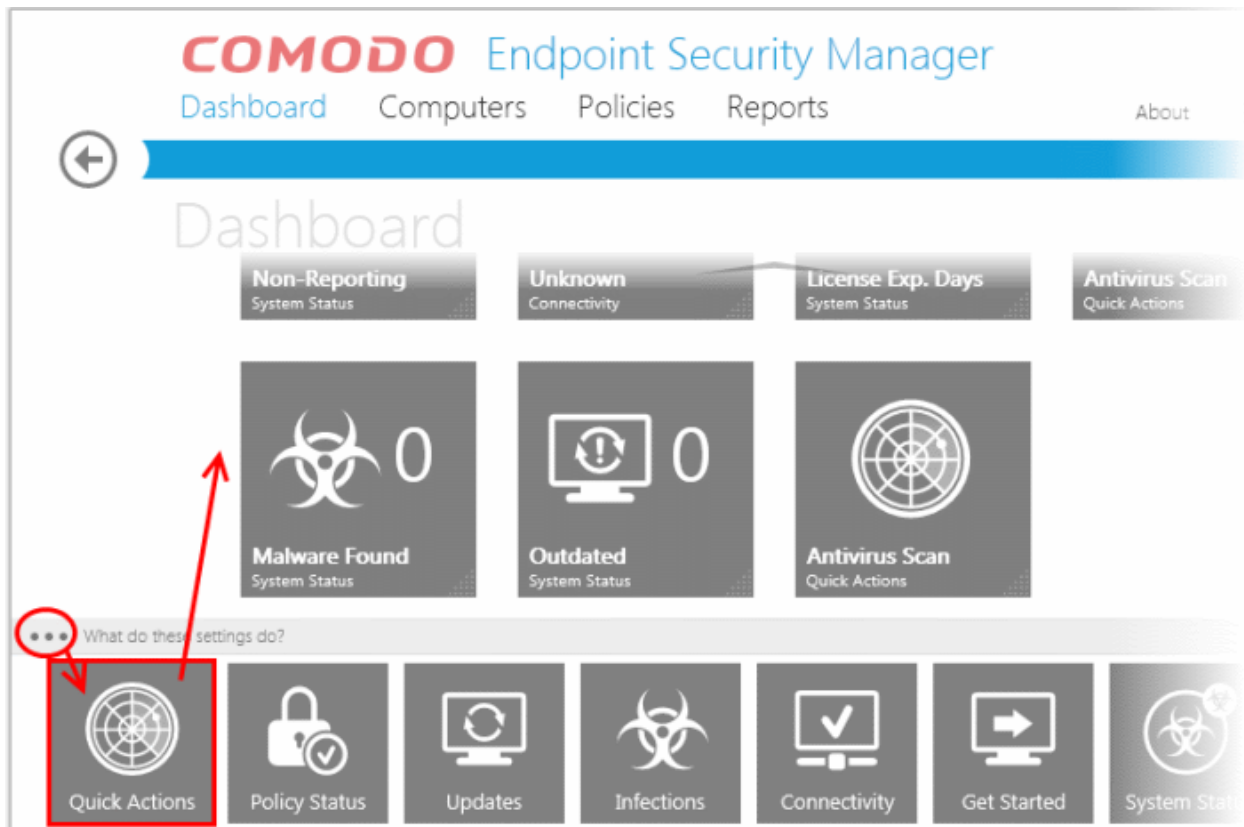 COMODO Endpoint Security Manager
Dashboard Computers Policies Reports About
Dashboard
Non-Reporting Unknown License Exp. Days Antivirus Scan
System Status Connectivity System Status Quick Actions
0 0
Malware Found Outdated Antivirus Scan
System Status System Status Quick Actions
What do these settings do?
Quick Actions Policy Status Updates Infections Connectivity Get Started System Stat